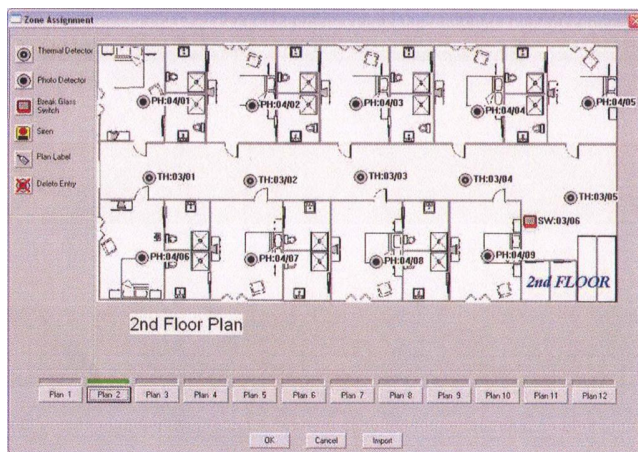 Zone Assignment
Thermal Detector
Photo Detector
Break Glass
Switch
Siren
Plan Label
Delete Entry
PH:04/01
PH:04/02
PH:04/03
PH:04/04
PH:04/05
TH:03/01
TH:03/02
TH:03/03
TH:03/04
TH:03/05
SW:03/06
PH:04/06
PH:04/07
PH:04/08
PH:04/09
2nd FLOOR
2nd Floor Plan
Plan 1
Plan 2
Plan 3
Plan 4
Plan 5
Plan 6
Plan 7
Plan 8
Plan 9
Plan 10
Plan 11
Plan 12
OK
Cancel
Import